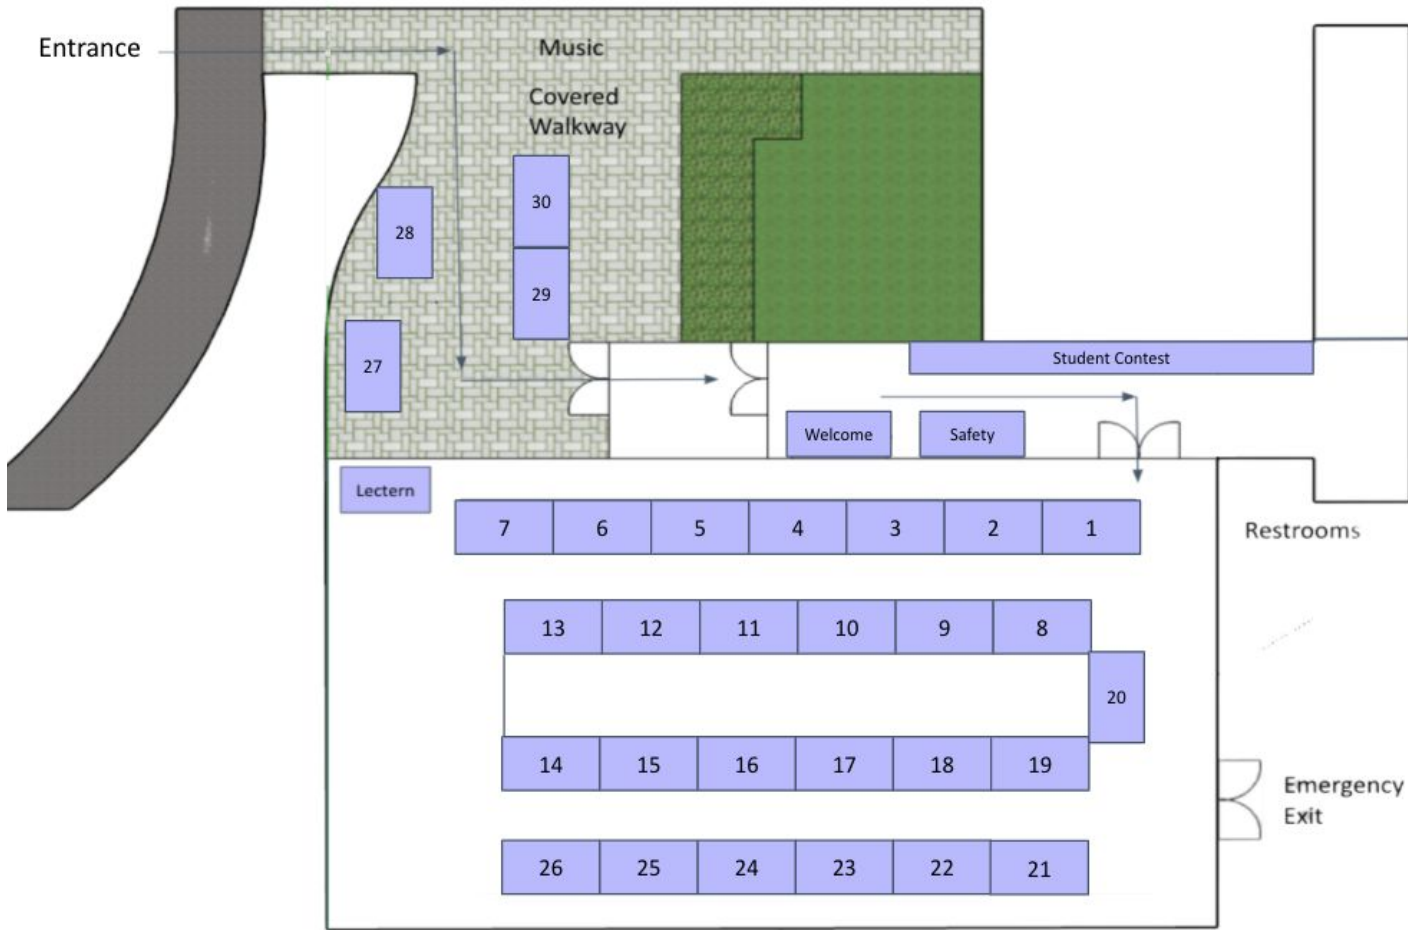 Entrance
Music
Covered
Walkway
30
28
29
27
Student Contest
Welcome
Safety
Lectern
7 6 5 4 3 2 1
Restrooms
13 12 11 10 9 8
20
14 15 16 17 18 19
Emergency
Exit
26 25 24 23 22 21